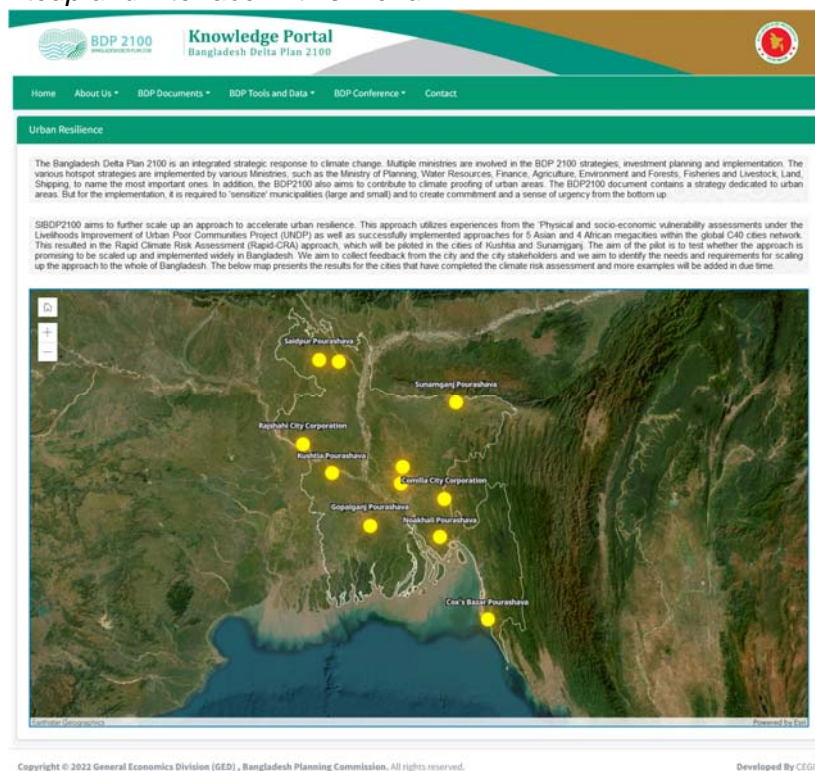 BDP 2100
Knowledge Portal
Bangladesh Delta Plan 2100
Home About Us BDP Documents BDP Tools and Data BDP Conference Contact
Urban Resilience
The Bangladesh Delta Plan 2100 is an integrated strategic response to climate change. Multiple ministries are involved in the BDP 2100 strategies, investment planning and implementation. The
various hotspot strategies are implemented by various Ministries, such as the Ministry of Planning, Water Resources, Finance, Agriculture, Environment and Forests, Fisheries and Livestock, Land,
Shipping, to name the most important ones. In addition, the BDP2100 also aims to contribute to climate proofing of urban areas. The BDP2100 document contains a strategy dedicated to urban
areas. But for the implementation, it is required to 'sensitize' municipalities (large and small) and to create commitment and a sense of urgency from the bottom up.
SIBDP2100 aims to further scale up an approach to accelerate urban resilience. This approach utilizes experiences from the 'Physical and socio-economic vulnerability assessments under the
Livelihoods Improvement of Urban Poor Communities Project (UNDP) as well as successfully implemented approaches for 5 Asian and 4 African megacities within the global C40 cities network.
This resulted in the Rapid Climate Risk Assessment (Rapid-CRA) approach, which will be piloted in the cities of Kushtia and Sunamjganj. The aim of the pilot is to test whether the approach is
promising to be scaled up and implemented widely in Bangladesh. We aim to collect feedback from the city and the city stakeholders and we aim to identify the needs and requirements for scaling
up the approach to the whole of Bangladesh. The below map presents the results for the cities that have completed the climate risk assessment and more examples will be added in due time.
Saidpur Pourashava
Sunamganj Pourashava
Rajshahi City Corporation
Kushtia Pourashava
Comilla City Corporation
Gopalganj Pourashava
Noakhali Pourashava
Cox's Bazar Pourashava
Earthstar Geographics Powered by Esri
Copyright © 2022 General Economics Division (GED) , Bangladesh Planning Commission. All rights reserved. Developed By CEGI